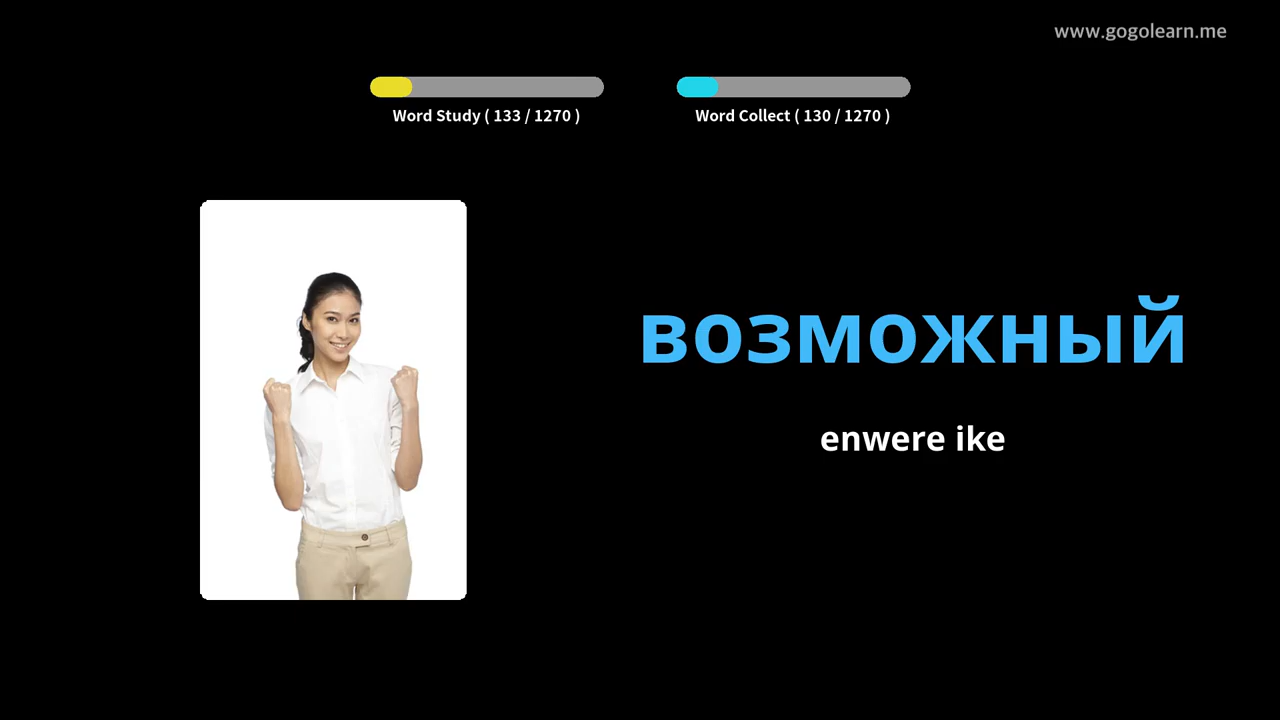 www.gogolearn.me
Word Study ( 133 / 1270 )
Word Collect ( 130 / 1270 )
возможный
enwere ike